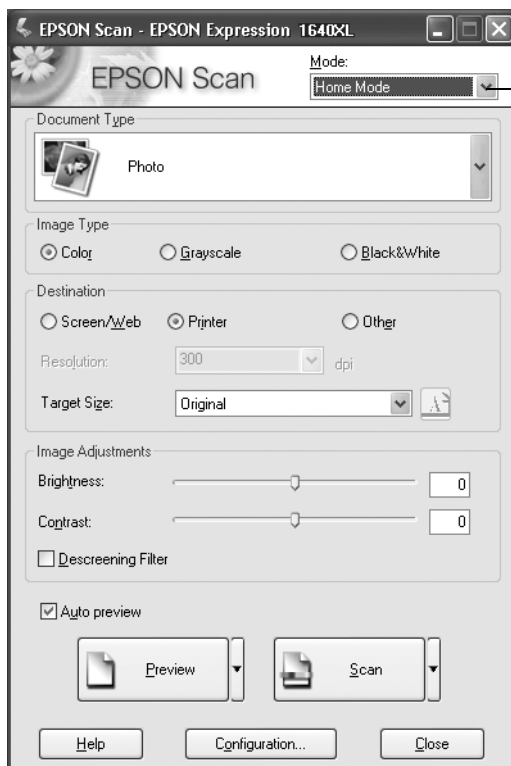 EPSON Scan - EPSON Expression 1640XL
EPSON Scan
Mode:
Home Mode
Document Type
Photo
Image Type
Color
Grayscale
Black&White
Destination
Screen/Web
Printer
Other
Resolution:
300
dpi
Target Size:
Original
A
Image Adjustments
Brightness:
0
Contrast:
0
Descreening Filter
Auto preview
Preview
Scan
Help
Configuration...
Close